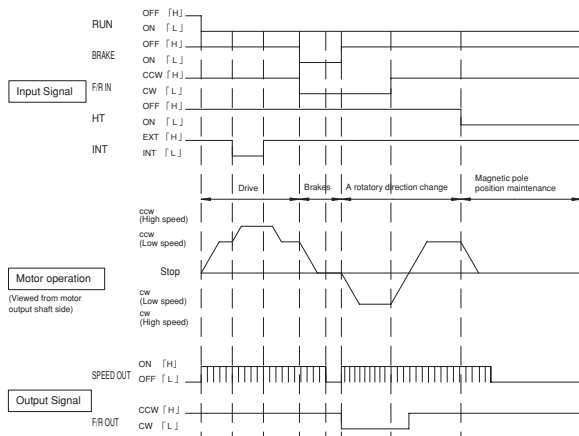 RUN
OFF「H」
ON「L」
BRAKE
OFF「H」
ON「L」
Input Signal
F/R IN
CCW「H」
CW「L」
HT
OFF「H」
ON「L」
INT
EXT「H」
INT「L」
Drive
Brakes
A rotatory direction change
Magnetic pole
position maintenance
ccw
(High speed)
ccw
(Low speed)
Motor operation
(Viewed from motor
output shaft side)
Stop
cw
(Low speed)
cw
(High speed)
SPEED OUT
ON「H」
OFF「L」
Output Signal
F/R OUT
CCW「H」
CW「L」